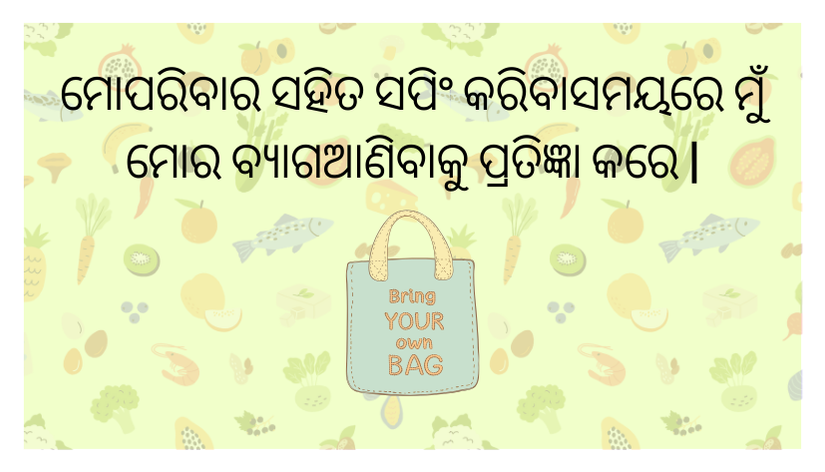 ମୋପରିବାର ସହିତ ସପିଂ କରିବାସମୟରେ ମୁଁ
ମୋର ବ୍ୟାଗଆଣିବାକୁ ପ୍ରତିଜ୍ଞା କରେ |
Bring
YOUR
own
BAG